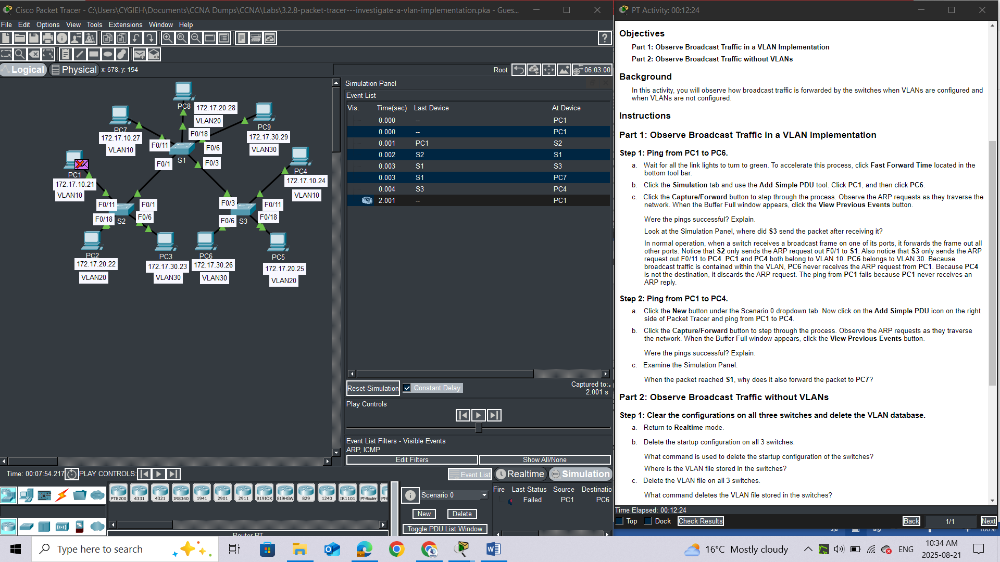 Cisco Packet Tracer - C:\Users\CYGIEH\Documents\CCNA Dumps\CCNA\Labs\3.2.8-packet-tracer---investigate-a-vlan-implementation.pka - Gues...
File Edit Options View Tools Extensions Window Help
?
Logical Physical x: 678, y: 154
Root 06:03:00
PC8
172.17.20.28
VLAN20
PC7
172.17.10.27
VLAN10
PC9
172.17.30.29
VLAN30
F0/18
F0/11
F0/6
S1
F0/1
F0/3
PC1
172.17.10.21
VLAN10
PC4
172.17.10.24
VLAN10
F0/11
F0/1
F0/18
F0/6
S2
F0/3
F0/11
F0/6
S3
F0/18
PC2
172.17.20.22
VLAN20
PC3
172.17.30.23
VLAN30
PC6
172.17.30.26
VLAN30
PC5
172.17.20.25
VLAN20
Simulation Panel
Event List
Vis. Time(sec) Last Device At Device
0.000 -- PC1
0.000 -- PC1
0.001 PC1 S2
0.002 S2 S1
0.003 S1 S3
0.003 S1 PC7
0.004 S3 PC4
2.001 -- PC1
Reset Simulation Constant Delay Captured to: *
2.001 s
Play Controls
Event List Filters - Visible Events
ARP, ICMP
Edit Filters Show All/None
Time: 00:07:54.217 PLAY CONTROLS: Event List Realtime Simulation
PT8200 4331 4321 IR8340 1941 2901 2911 819IOX 819HGW 829 1240 IR1101 PT-Router
Router-PT
Scenario 0
New Delete
Toggle PDU List Window
Fire Last Status Source Destinatio
Failed PC1 PC6
PT Activity: 00:12:24
Objectives
Part 1: Observe Broadcast Traffic in a VLAN Implementation
Part 2: Observe Broadcast Traffic without VLANs
Background
In this activity, you will observe how broadcast traffic is forwarded by the switches when VLANs are configured and
when VLANs are not configured.
Instructions
Part 1: Observe Broadcast Traffic in a VLAN Implementation
Step 1: Ping from PC1 to PC6.
a. Wait for all the link lights to turn to green. To accelerate this process, click Fast Forward Time located in the
bottom tool bar.
b. Click the Simulation tab and use the Add Simple PDU tool. Click PC1, and then click PC6.
c. Click the Capture/Forward button to step through the process. Observe the ARP requests as they traverse the
network. When the Buffer Full window appears, click the View Previous Events button.
Were the pings successful? Explain.
Look at the Simulation Panel, where did S3 send the packet after receiving it?
In normal operation, when a switch receives a broadcast frame on one of its ports, it forwards the frame out all
other ports. Notice that S2 only sends the ARP request out F0/1 to S1. Also notice that S3 only sends the ARP
request out F0/11 to PC4. PC1 and PC4 both belong to VLAN 10. PC6 belongs to VLAN 30. Because
broadcast traffic is contained within the VLAN, PC6 never receives the ARP request from PC1. Because PC4
is not the destination, it discards the ARP request. The ping from PC1 fails because PC1 never receives an
ARP reply.
Step 2: Ping from PC1 to PC4.
a. Click the New button under the Scenario 0 dropdown tab. Now click on the Add Simple PDU icon on the right
side of Packet Tracer and ping from PC1 to PC4.
b. Click the Capture/Forward button to step through the process. Observe the ARP requests as they traverse
the network. When the Buffer Full window appears, click the View Previous Events button.
Were the pings successful? Explain.
c. Examine the Simulation Panel.
When the packet reached S1, why does it also forward the packet to PC7?
Part 2: Observe Broadcast Traffic without VLANs
Step 1: Clear the configurations on all three switches and delete the VLAN database.
a. Return to Realtime mode.
b. Delete the startup configuration on all 3 switches.
What command is used to delete the startup configuration of the switches?
Where is the VLAN file stored in the switches?
c. Delete the VLAN file on all 3 switches.
What command deletes the VLAN file stored in the switches?
Time Elapsed: 00:12:24
Top Dock Check Results Back 1/1 Next
100%
Type here to search
16°C Mostly cloudy ENG
10:34 AM
2025-08-21